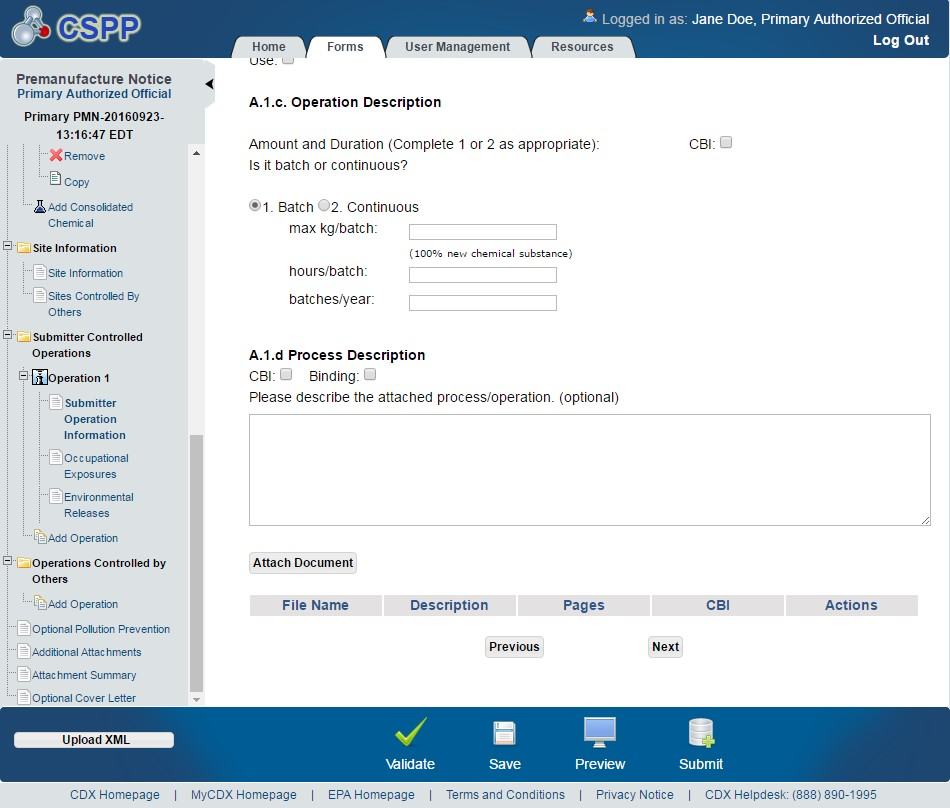 CSPP
Logged in as: Jane Doe, Primary Authorized Official
Log Out
Home
Forms
User Management
Resources
Premanufacture Notice
Primary Authorized Official
Primary PMN-20160923-
13:16:47 EDT
Remove
Copy
Add Consolidated
Chemical
Site Information
Site Information
Sites Controlled By
Others
Submitter Controlled
Operations
Operation 1
Submitter
Operation
Information
Occupational
Exposures
Environmental
Releases
Add Operation
Operations Controlled by
Others
Add Operation
Optional Pollution Prevention
Additional Attachments
Attachment Summary
Optional Cover Letter
Use:
A.1.c. Operation Description
Amount and Duration (Complete 1 or 2 as appropriate): CBI:
Is it batch or continuous?
1. Batch 2. Continuous
max kg/batch:
(100% new chemical substance)
hours/batch:
batches/year:
A.1.d Process Description
CBI: Binding:
Please describe the attached process/operation. (optional)
Attach Document
File Name Description Pages CBI Actions
Previous Next
Upload XML
Validate Save Preview Submit
CDX Homepage | MyCDX Homepage | EPA Homepage | Terms and Conditions | Privacy Notice | CDX Helpdesk: (888) 890-1995